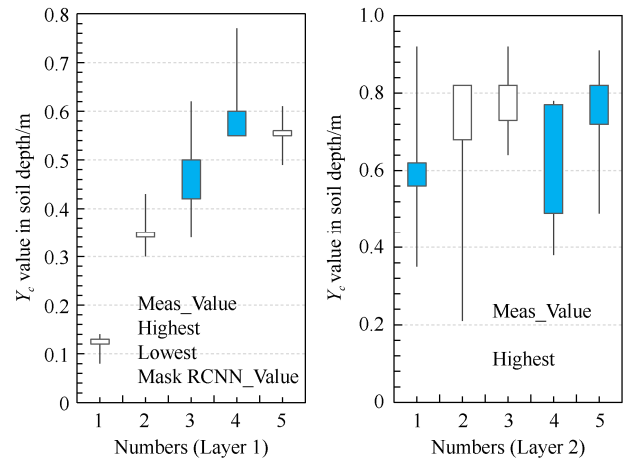 0.8
0.7
0.6
0.5
0.4
0.3
0.2
0.1
0
Yc value in soil depth/m
Meas_Value
Highest
Lowest
Mask RCNN_Value
1 2 3 4 5
Numbers (Layer 1)
1.0
0.8
0.6
0.4
0.2
0
Yc value in soil depth/m
Meas_Value
Highest
1 2 3 4 5
Numbers (Layer 2)